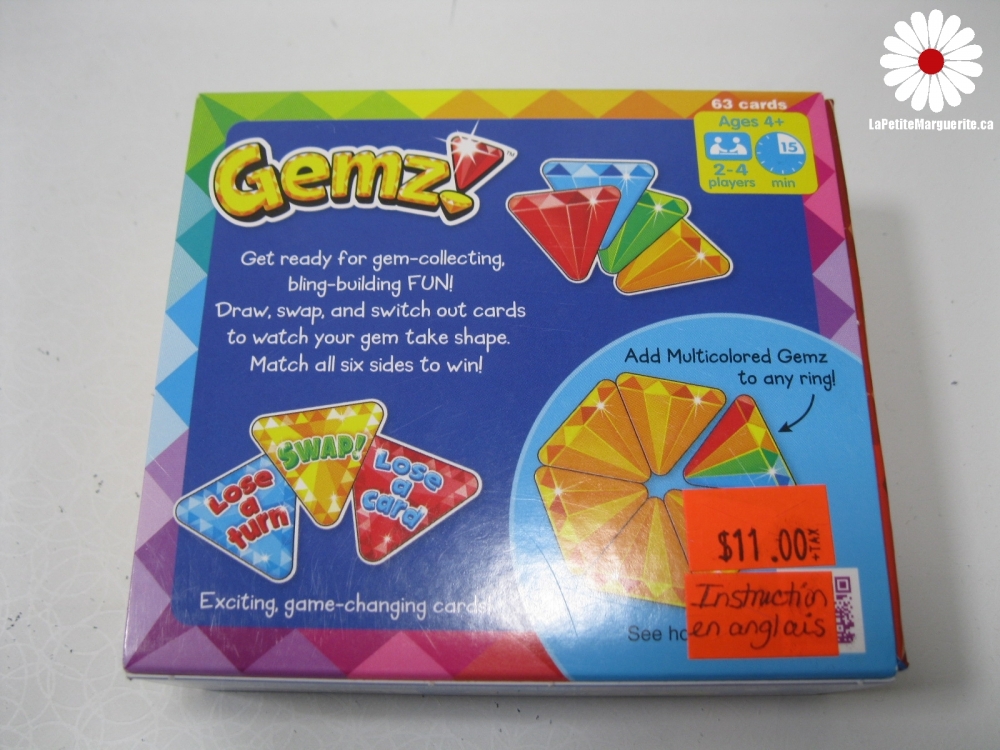 LaPetiteMarguerite.ca
63 cards
Ages 4+
15
2-4
players
min
Gemz!
TM
Get ready for gem-collecting,
bling-building FUN!
Draw, swap, and switch out cards
to watch your gem take shape.
Match all six sides to win!
Add Multicolored Gemz
to any ring!
SWAP!
Lose
a
turn
Lose
a
Card
$11.00 +TAX
Instruction
en anglais
Exciting, game-changing cards
See